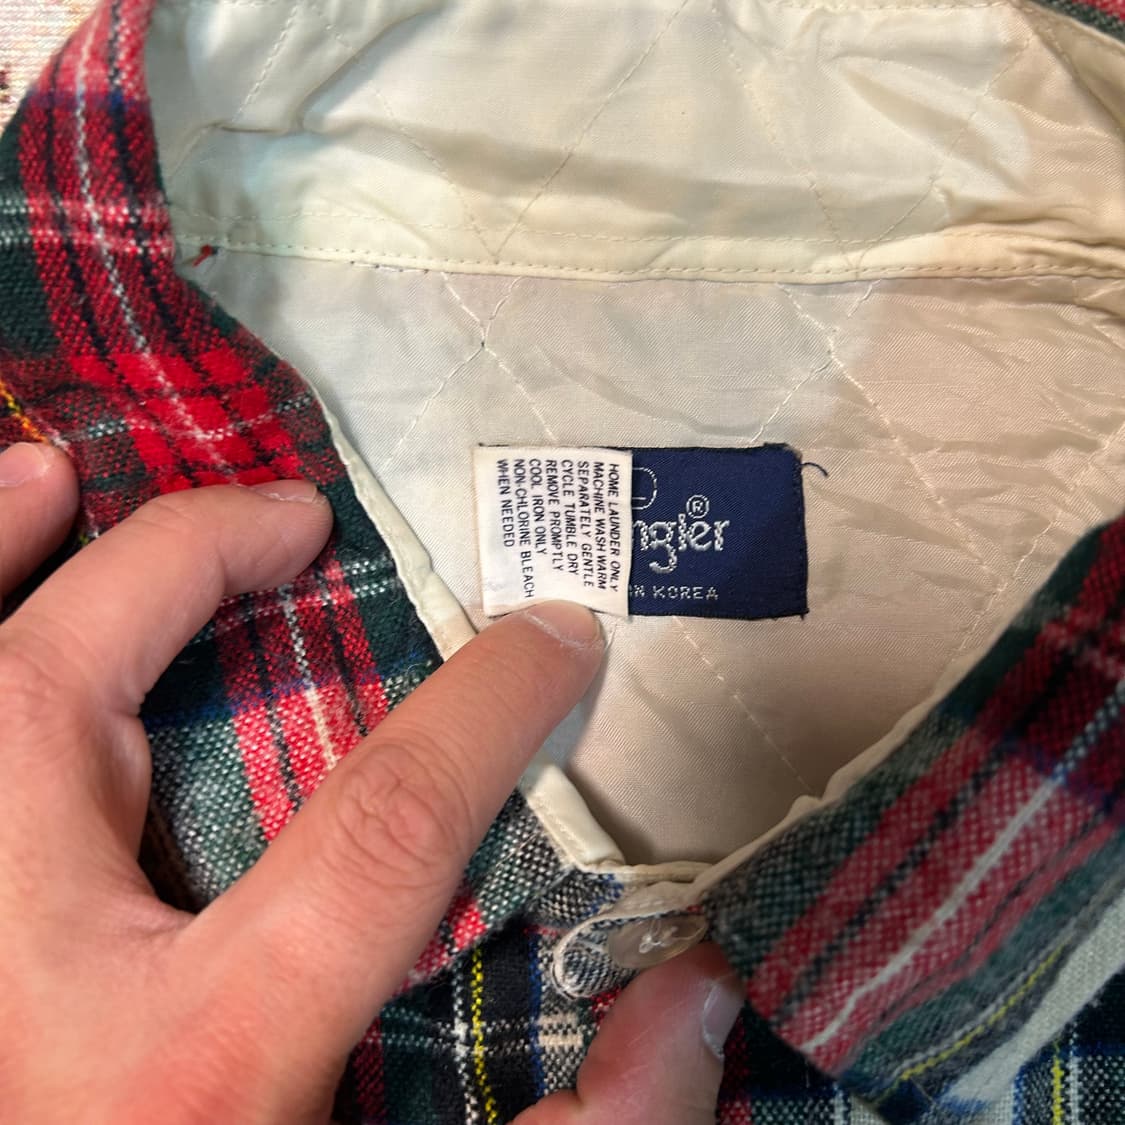 HOME LAUNDER ONLY
MACHINE WASH WARM
SEPARATELY GENTLE
CYCLE TUMBLE DRY
REMOVE PROMPTLY
COOL IRON ONLY
NON-CHLORINE BLEACH
WHEN NEEDED
ngler ®
IN KOREA